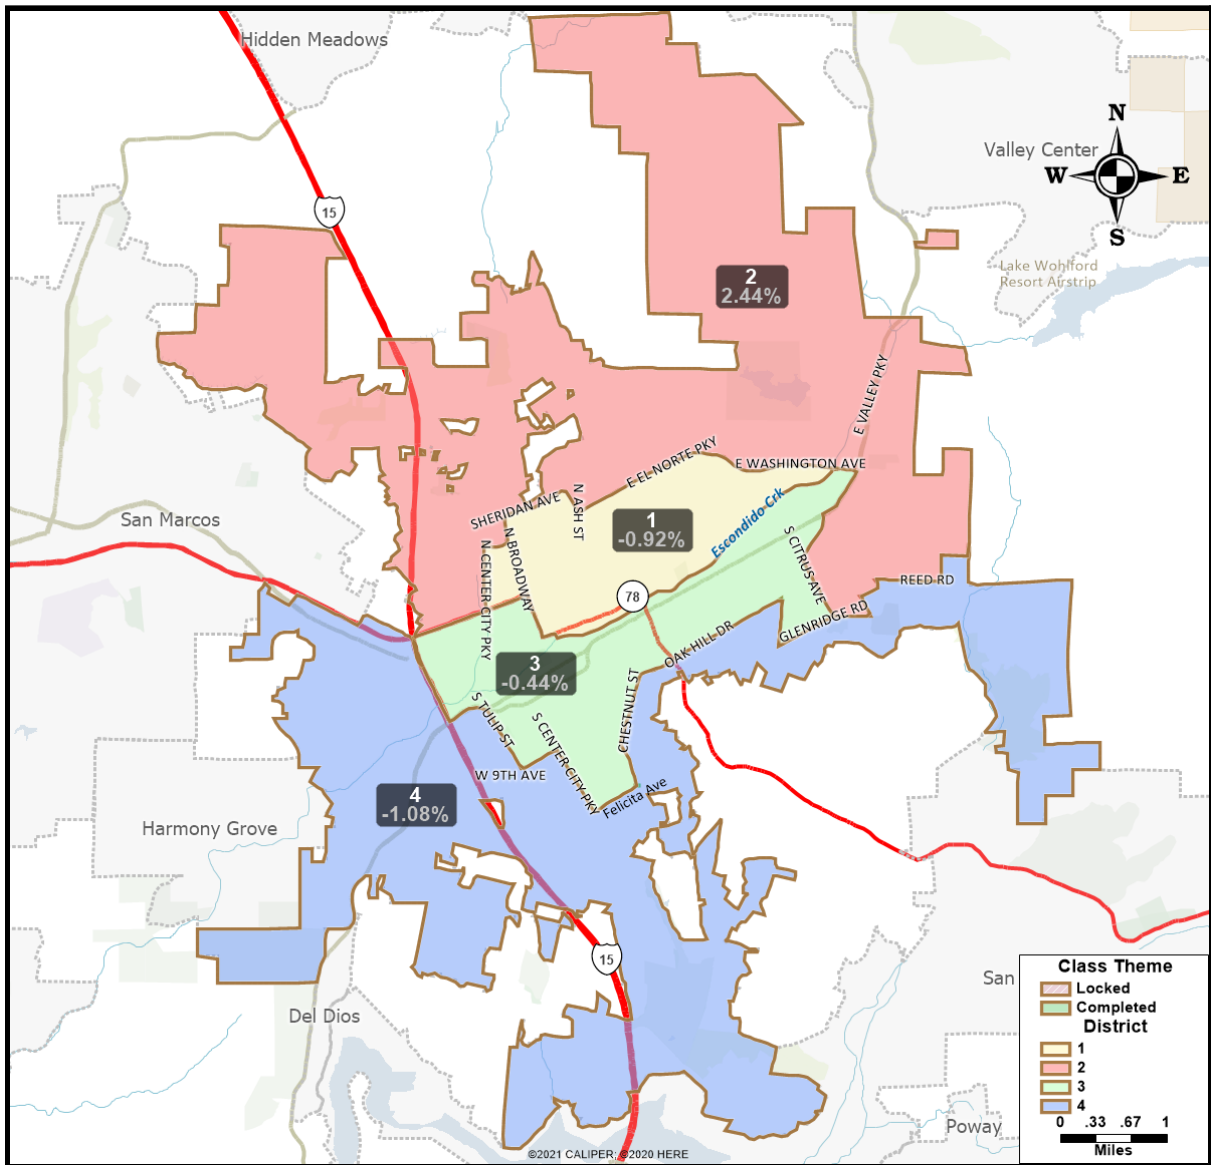 Hidden Meadows
N
Valley Center
W
E
S
15
Lake Wohlford
Resort Airstrip
2
2.44%
E VALLEY PKY
E EL NORTE PKY
E WASHINGTON AVE
SHERIDAN AVE
N ASH ST
San Marcos
1
-0.92%
Escondido Crk
N BROADWAY
N CENTER CITY PKY
S CITRUS AVE
REED RD
78
GLENRIDGE RD
OAK HILL DR
3
-0.44%
CHESTNUT ST
S TULIP ST
S CENTER CITY PKY
W 9TH AVE
4
-1.08%
Felicita Ave
Harmony Grove
15
San
Del Dios
Poway
Class Theme
Locked
Completed
District
1
2
3
4
0 .33 .67 1
Miles
©2021 CALIPER; ©2020 HERE